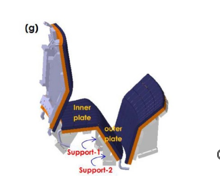 (g)
Inner
plate
outer
plate
Support-1
Support-2
(